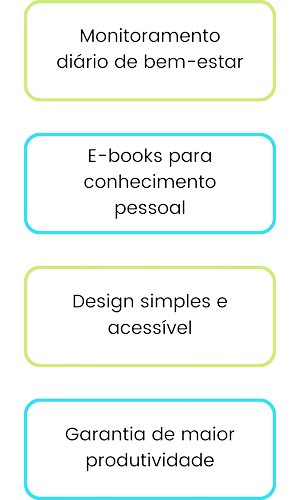 Monitoramento
diário de bem-estar
E-books para
conhecimento
pessoal
Design simples e
acessível
Garantia de maior
produtividade